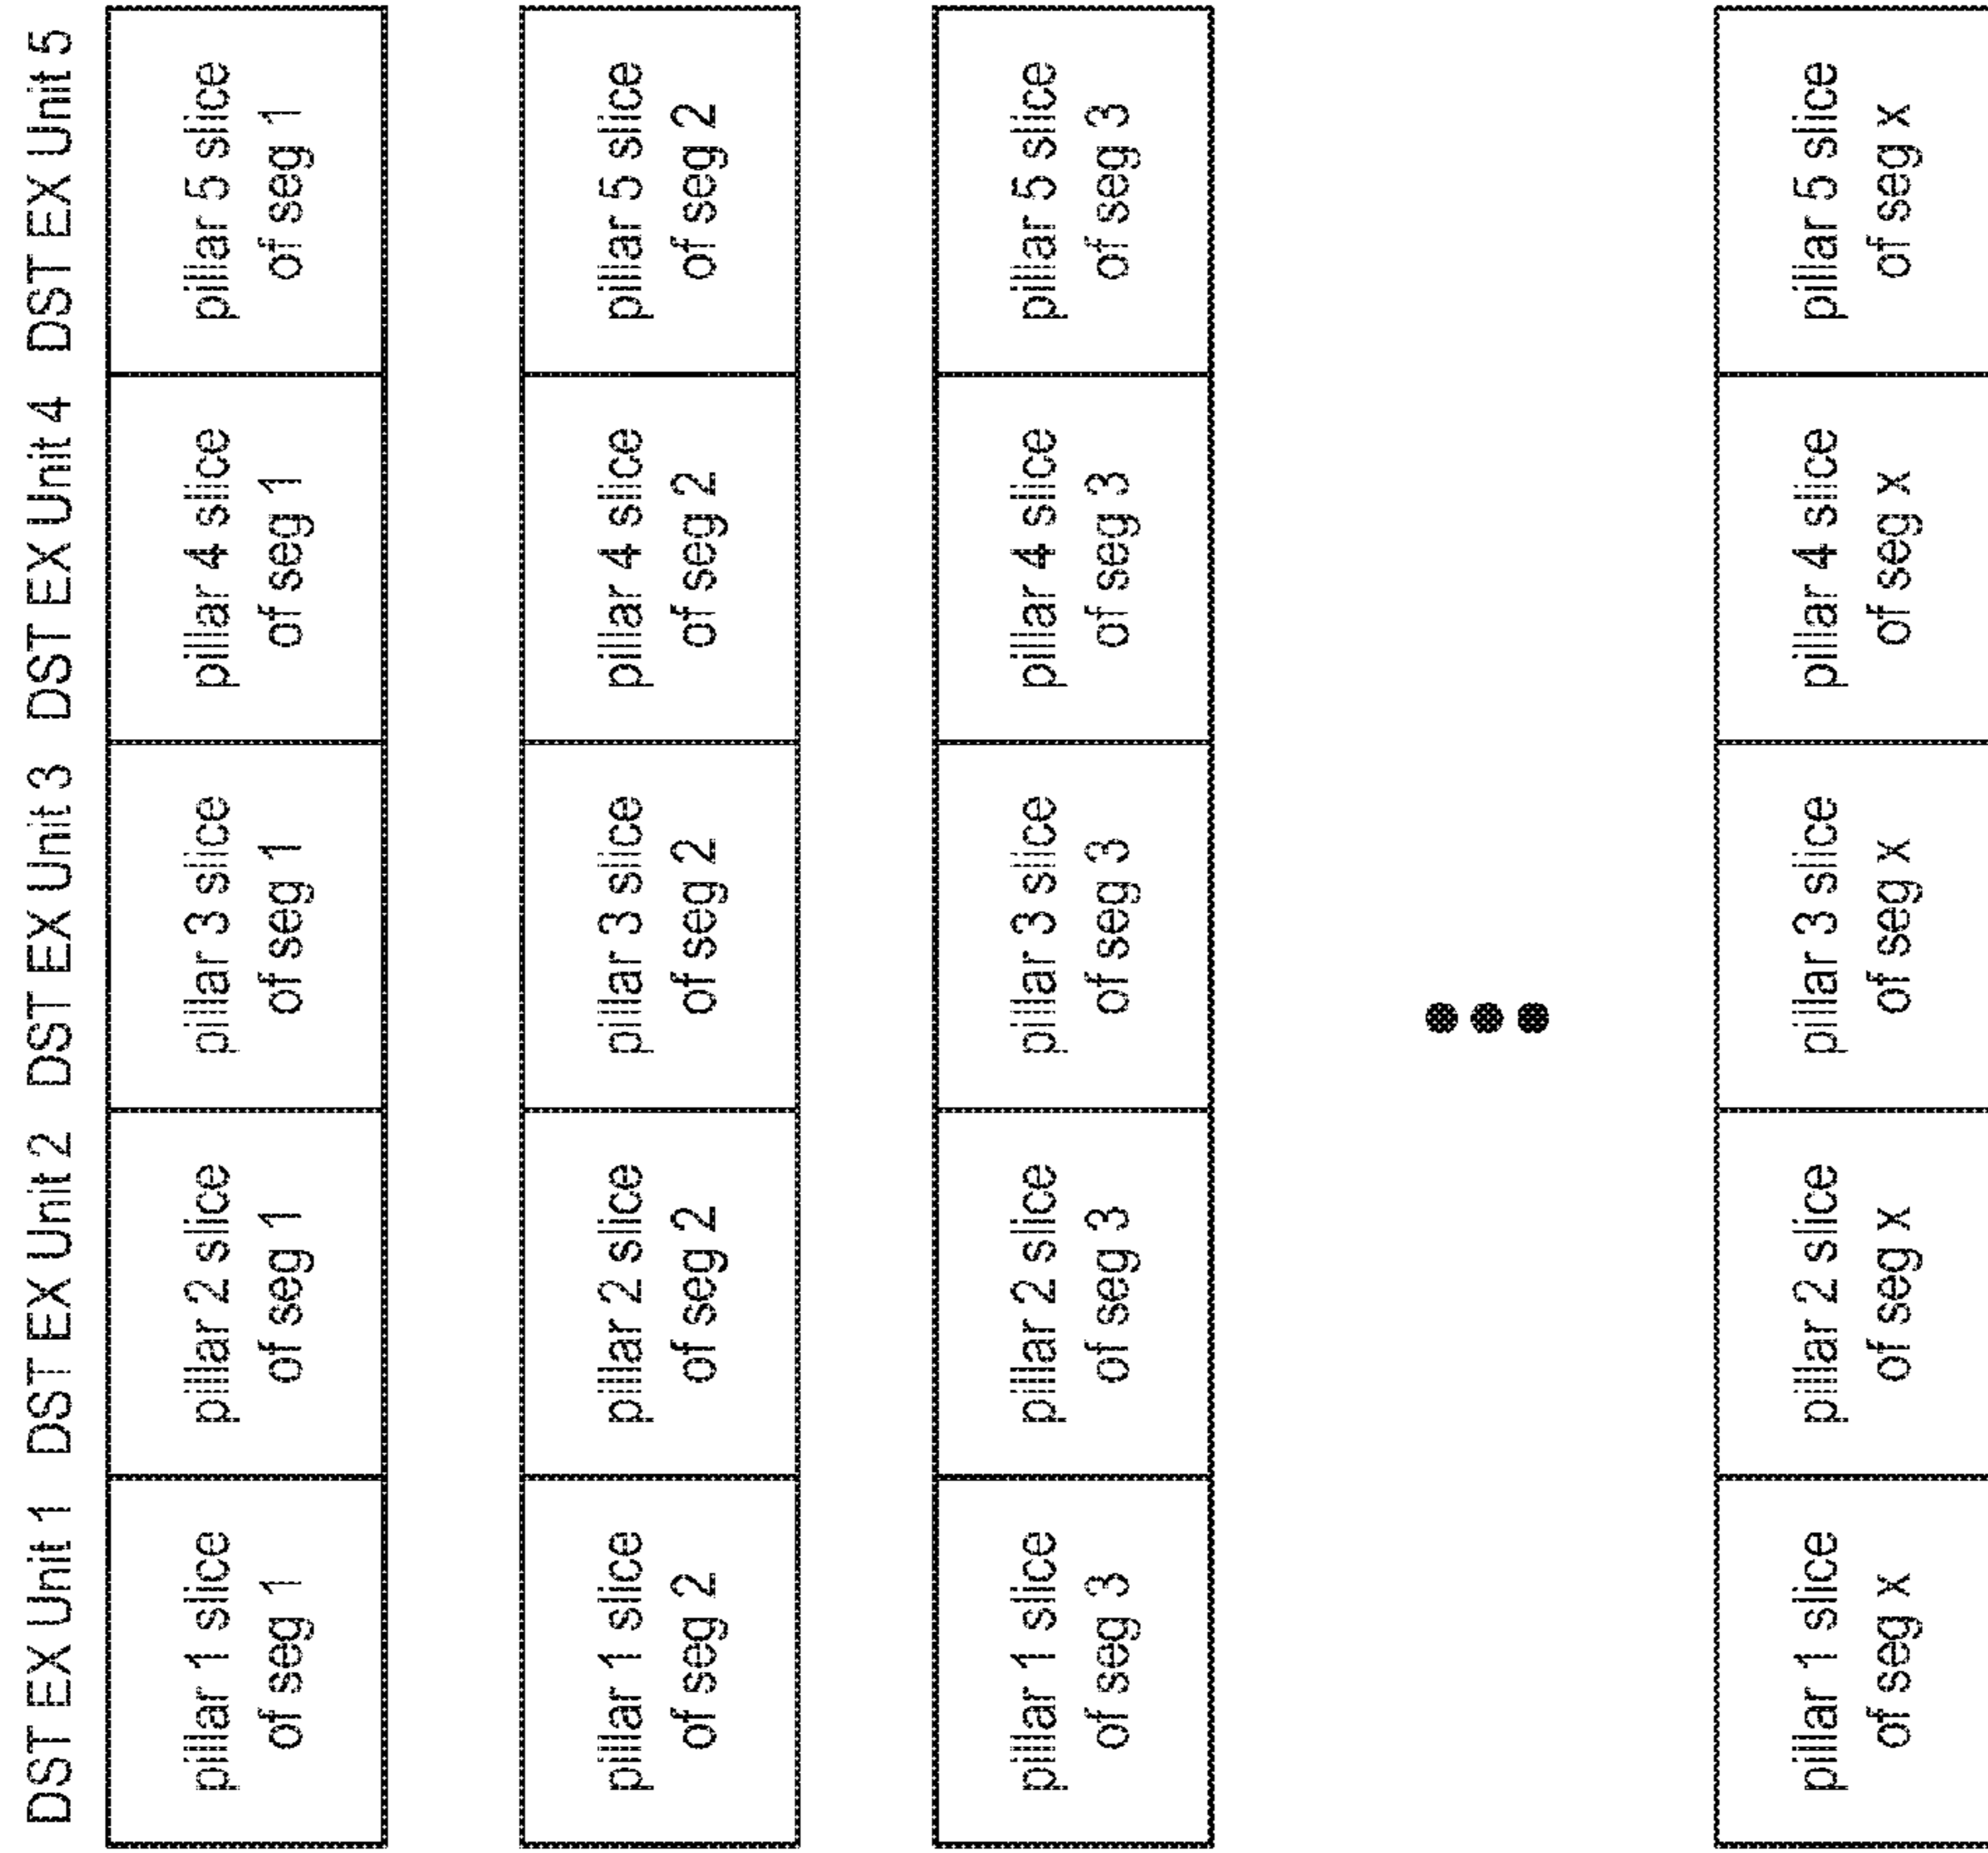 DST EX Unit 1 DST EX Unit 2 DST EX Unit 3 DST EX Unit 4 DST EX Unit 5
pillar 1 slice
of seg 1
pillar 2 slice
of seg 1
pillar 3 slice
of seg 1
pillar 4 slice
of seg 1
pillar 5 slice
of seg 1
pillar 1 slice
of seg 2
pillar 2 slice
of seg 2
pillar 3 slice
of seg 2
pillar 4 slice
of seg 2
pillar 5 slice
of seg 2
pillar 1 slice
of seg 3
pillar 2 slice
of seg 3
pillar 3 slice
of seg 3
pillar 4 slice
of seg 3
pillar 5 slice
of seg 3
pillar 1 slice
of seg x
pillar 2 slice
of seg x
pillar 3 slice
of seg x
pillar 4 slice
of seg x
pillar 5 slice
of seg x